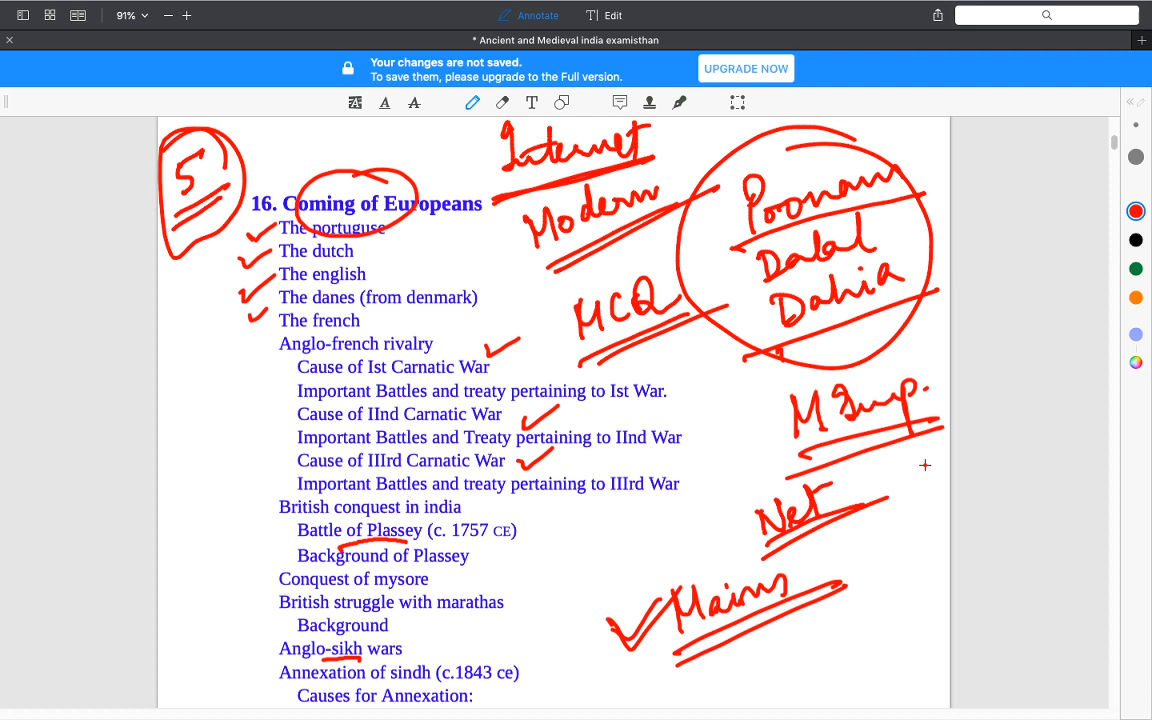 91%
Annotate
Edit
* Ancient and Medieval india examisthan
Your changes are not saved.
To save them, please upgrade to the Full version.
UPGRADE NOW
5
Internet
Modern
Poonam
Dalal
Dahia
MCQ
M Imp.
Net
Mains
16. Coming of Europeans
The portuguse
The dutch
The english
The danes (from denmark)
The french
Anglo-french rivalry
Cause of Ist Carnatic War
Important Battles and treaty pertaining to Ist War.
Cause of IInd Carnatic War
Important Battles and Treaty pertaining to IInd War
Cause of IIIrd Carnatic War
Important Battles and treaty pertaining to IIIrd War
British conquest in india
Battle of Plassey (c. 1757 CE)
Background of Plassey
Conquest of mysore
British struggle with marathas
Background
Anglo-sikh wars
Annexation of sindh (c.1843 ce)
Causes for Annexation: